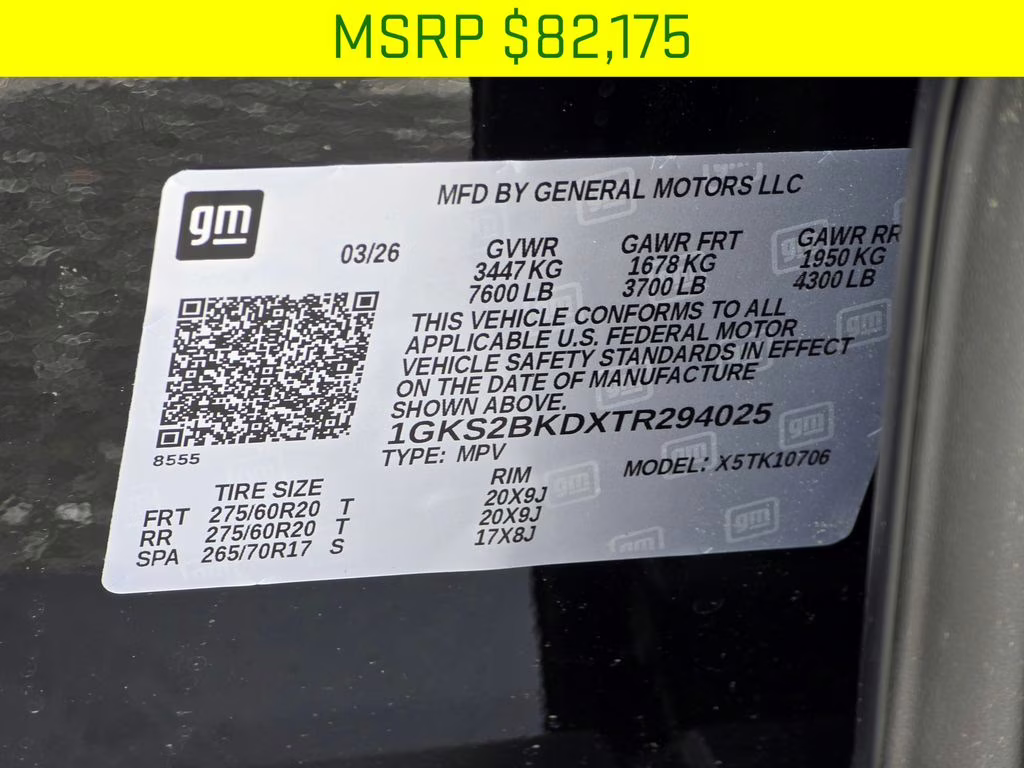 MSRP $82,175
gm
MFD BY GENERAL MOTORS LLC
03/26
GVWR GAWR FRT GAWR RR
3447 KG 1678 KG 1950 KG
7600 LB 3700 LB 4300 LB
THIS VEHICLE CONFORMS TO ALL
APPLICABLE U.S. FEDERAL MOTOR
VEHICLE SAFETY STANDARDS IN EFFECT
ON THE DATE OF MANUFACTURE
SHOWN ABOVE.
1GKS2BKDXTR294025
8555
TYPE: MPV MODEL: X5TK10706
TIRE SIZE RIM
FRT 275/60R20 T 20X9J
RR 275/60R20 T 20X9J
SPA 265/70R17 S 17X8J